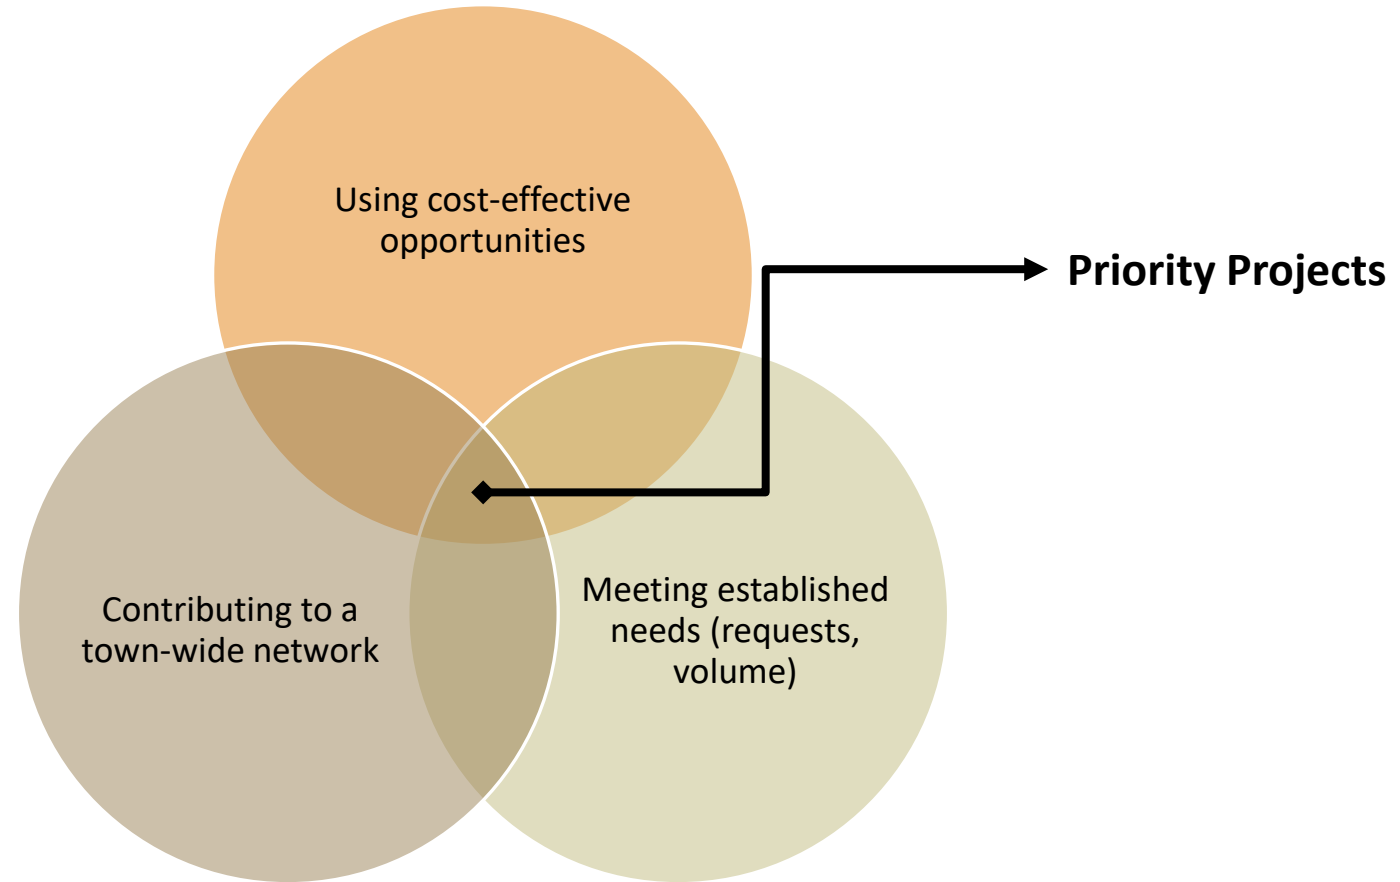 Using cost-effective
opportunities
Priority Projects
Contributing to a
town-wide network
Meeting established
needs (requests,
volume)